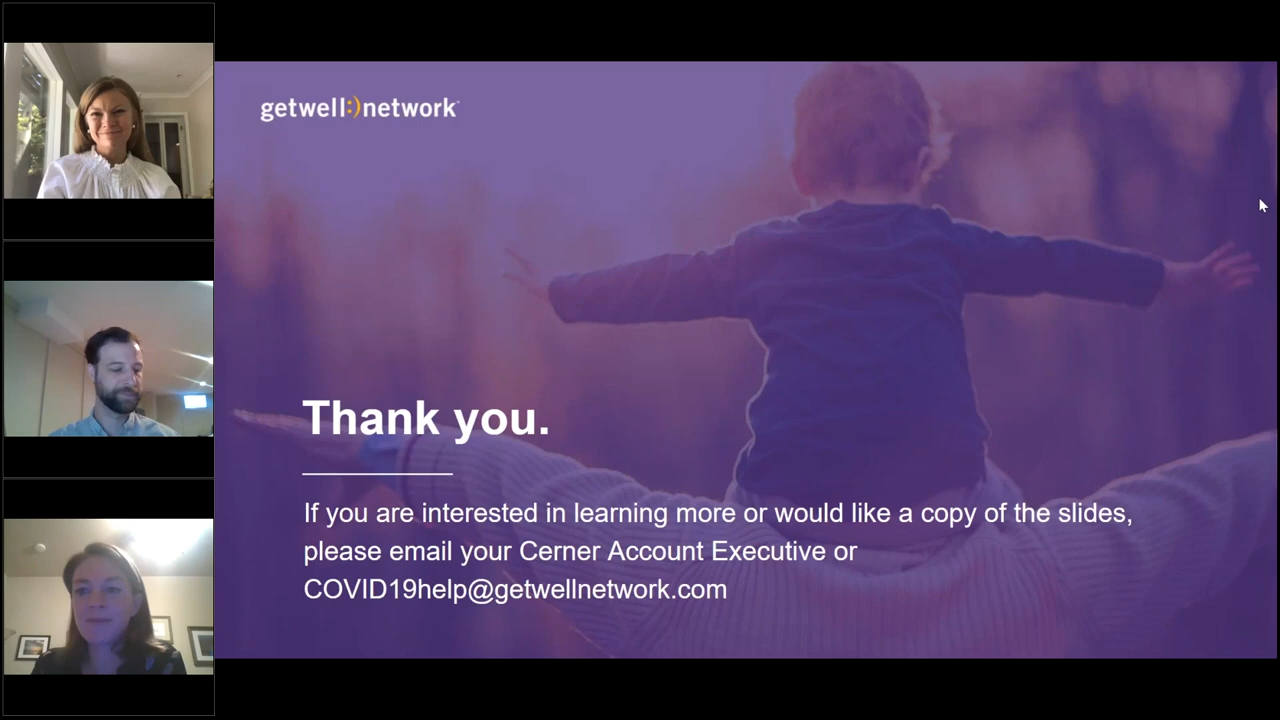 getwell:)network
Thank you.
If you are interested in learning more or would like a copy of the slides,
please email your Cerner Account Executive or
COVID19help@getwellnetwork.com